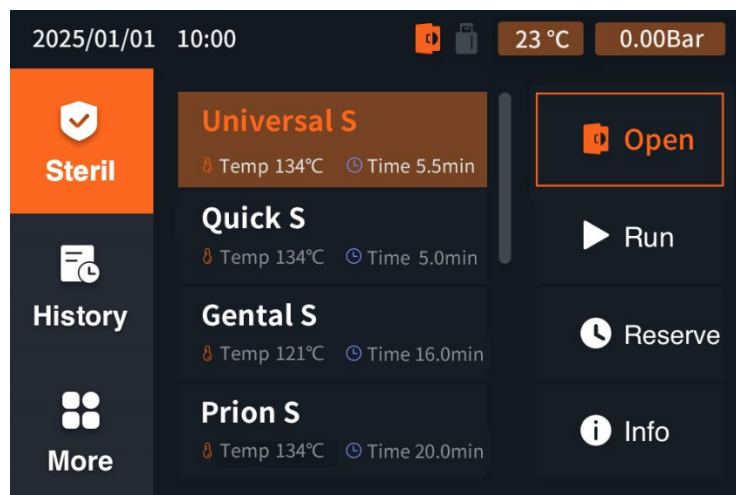 2025/01/01 10:00 23 ℃ 0.00Bar
Steril
History
More
Universal S
Temp 134℃ Time 5.5min
Quick S
Temp 134℃ Time 5.0min
Gental S
Temp 121℃ Time 16.0min
Prion S
Temp 134℃ Time 20.0min
Open
Run
Reserve
Info